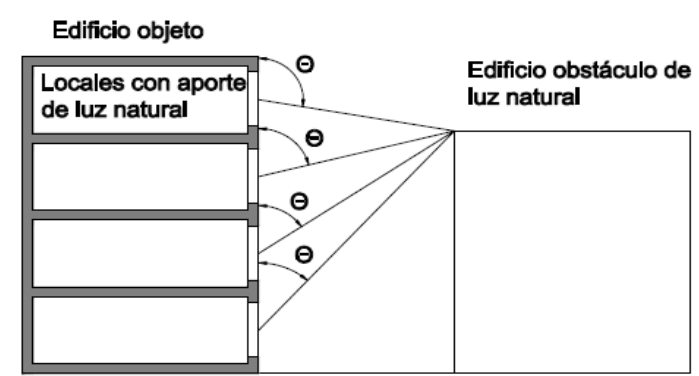 Edificio objeto
Θ
Edificio obstáculo de
luz natural
Locales con aporte
de luz natural
Θ
Θ
Θ